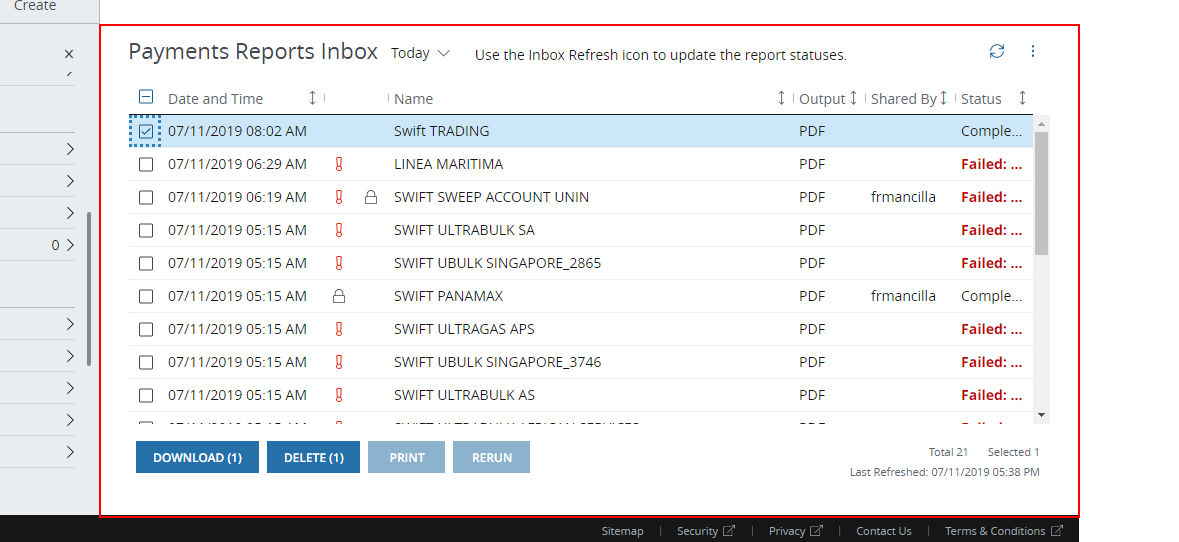 Create
Payments Reports Inbox Today Use the Inbox Refresh icon to update the report statuses.
Date and Time Name Output Shared By Status
07/11/2019 08:02 AM Swift TRADING PDF Comple...
07/11/2019 06:29 AM LINEA MARITIMA PDF Failed: ...
07/11/2019 06:19 AM SWIFT SWEEP ACCOUNT UNIN PDF frmancilla Failed: ...
07/11/2019 05:15 AM SWIFT ULTRABULK SA PDF Failed: ...
07/11/2019 05:15 AM SWIFT UBULK SINGAPORE_2865 PDF Failed: ...
0
07/11/2019 05:15 AM SWIFT PANAMAX PDF frmancilla Comple...
07/11/2019 05:15 AM SWIFT ULTRAGAS APS PDF Failed: ...
07/11/2019 05:15 AM SWIFT UBULK SINGAPORE_3746 PDF Failed: ...
07/11/2019 05:15 AM SWIFT ULTRABULK AS PDF Failed: ...
DOWNLOAD (1) DELETE (1) PRINT RERUN
Total 21 Selected 1
Last Refreshed: 07/11/2019 05:38 PM
Sitemap | Security | Privacy | Contact Us | Terms & Conditions